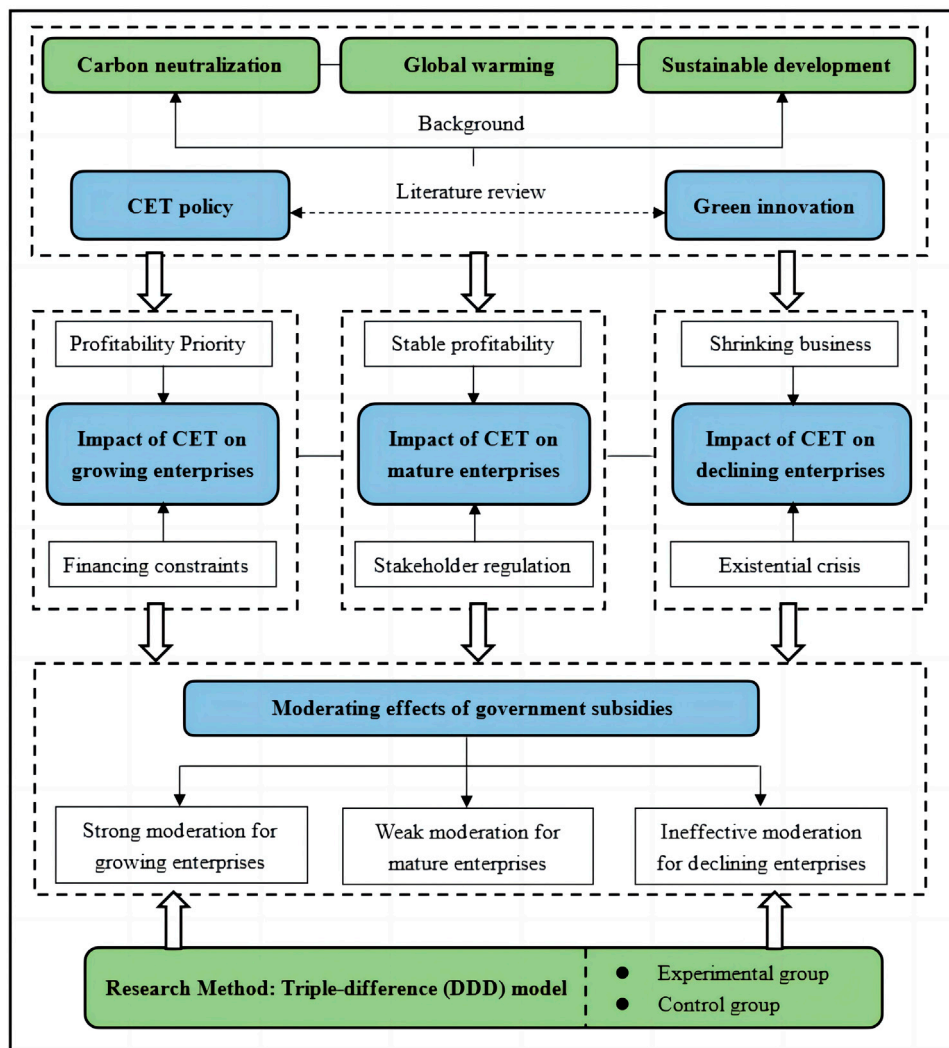 Carbon neutralization
Global warming
Sustainable development
Background
Literature review
CET policy
Green innovation
Profitability Priority
Stable profitability
Shrinking business
Impact of CET on
growing enterprises
Impact of CET on
mature enterprises
Impact of CET on
declining enterprises
Financing constraints
Stakeholder regulation
Existential crisis
Moderating effects of government subsidies
Strong moderation for
growing enterprises
Weak moderation for
mature enterprises
Ineffective moderation
for declining enterprises
Research Method: Triple-difference (DDD) model
● Experimental group
● Control group